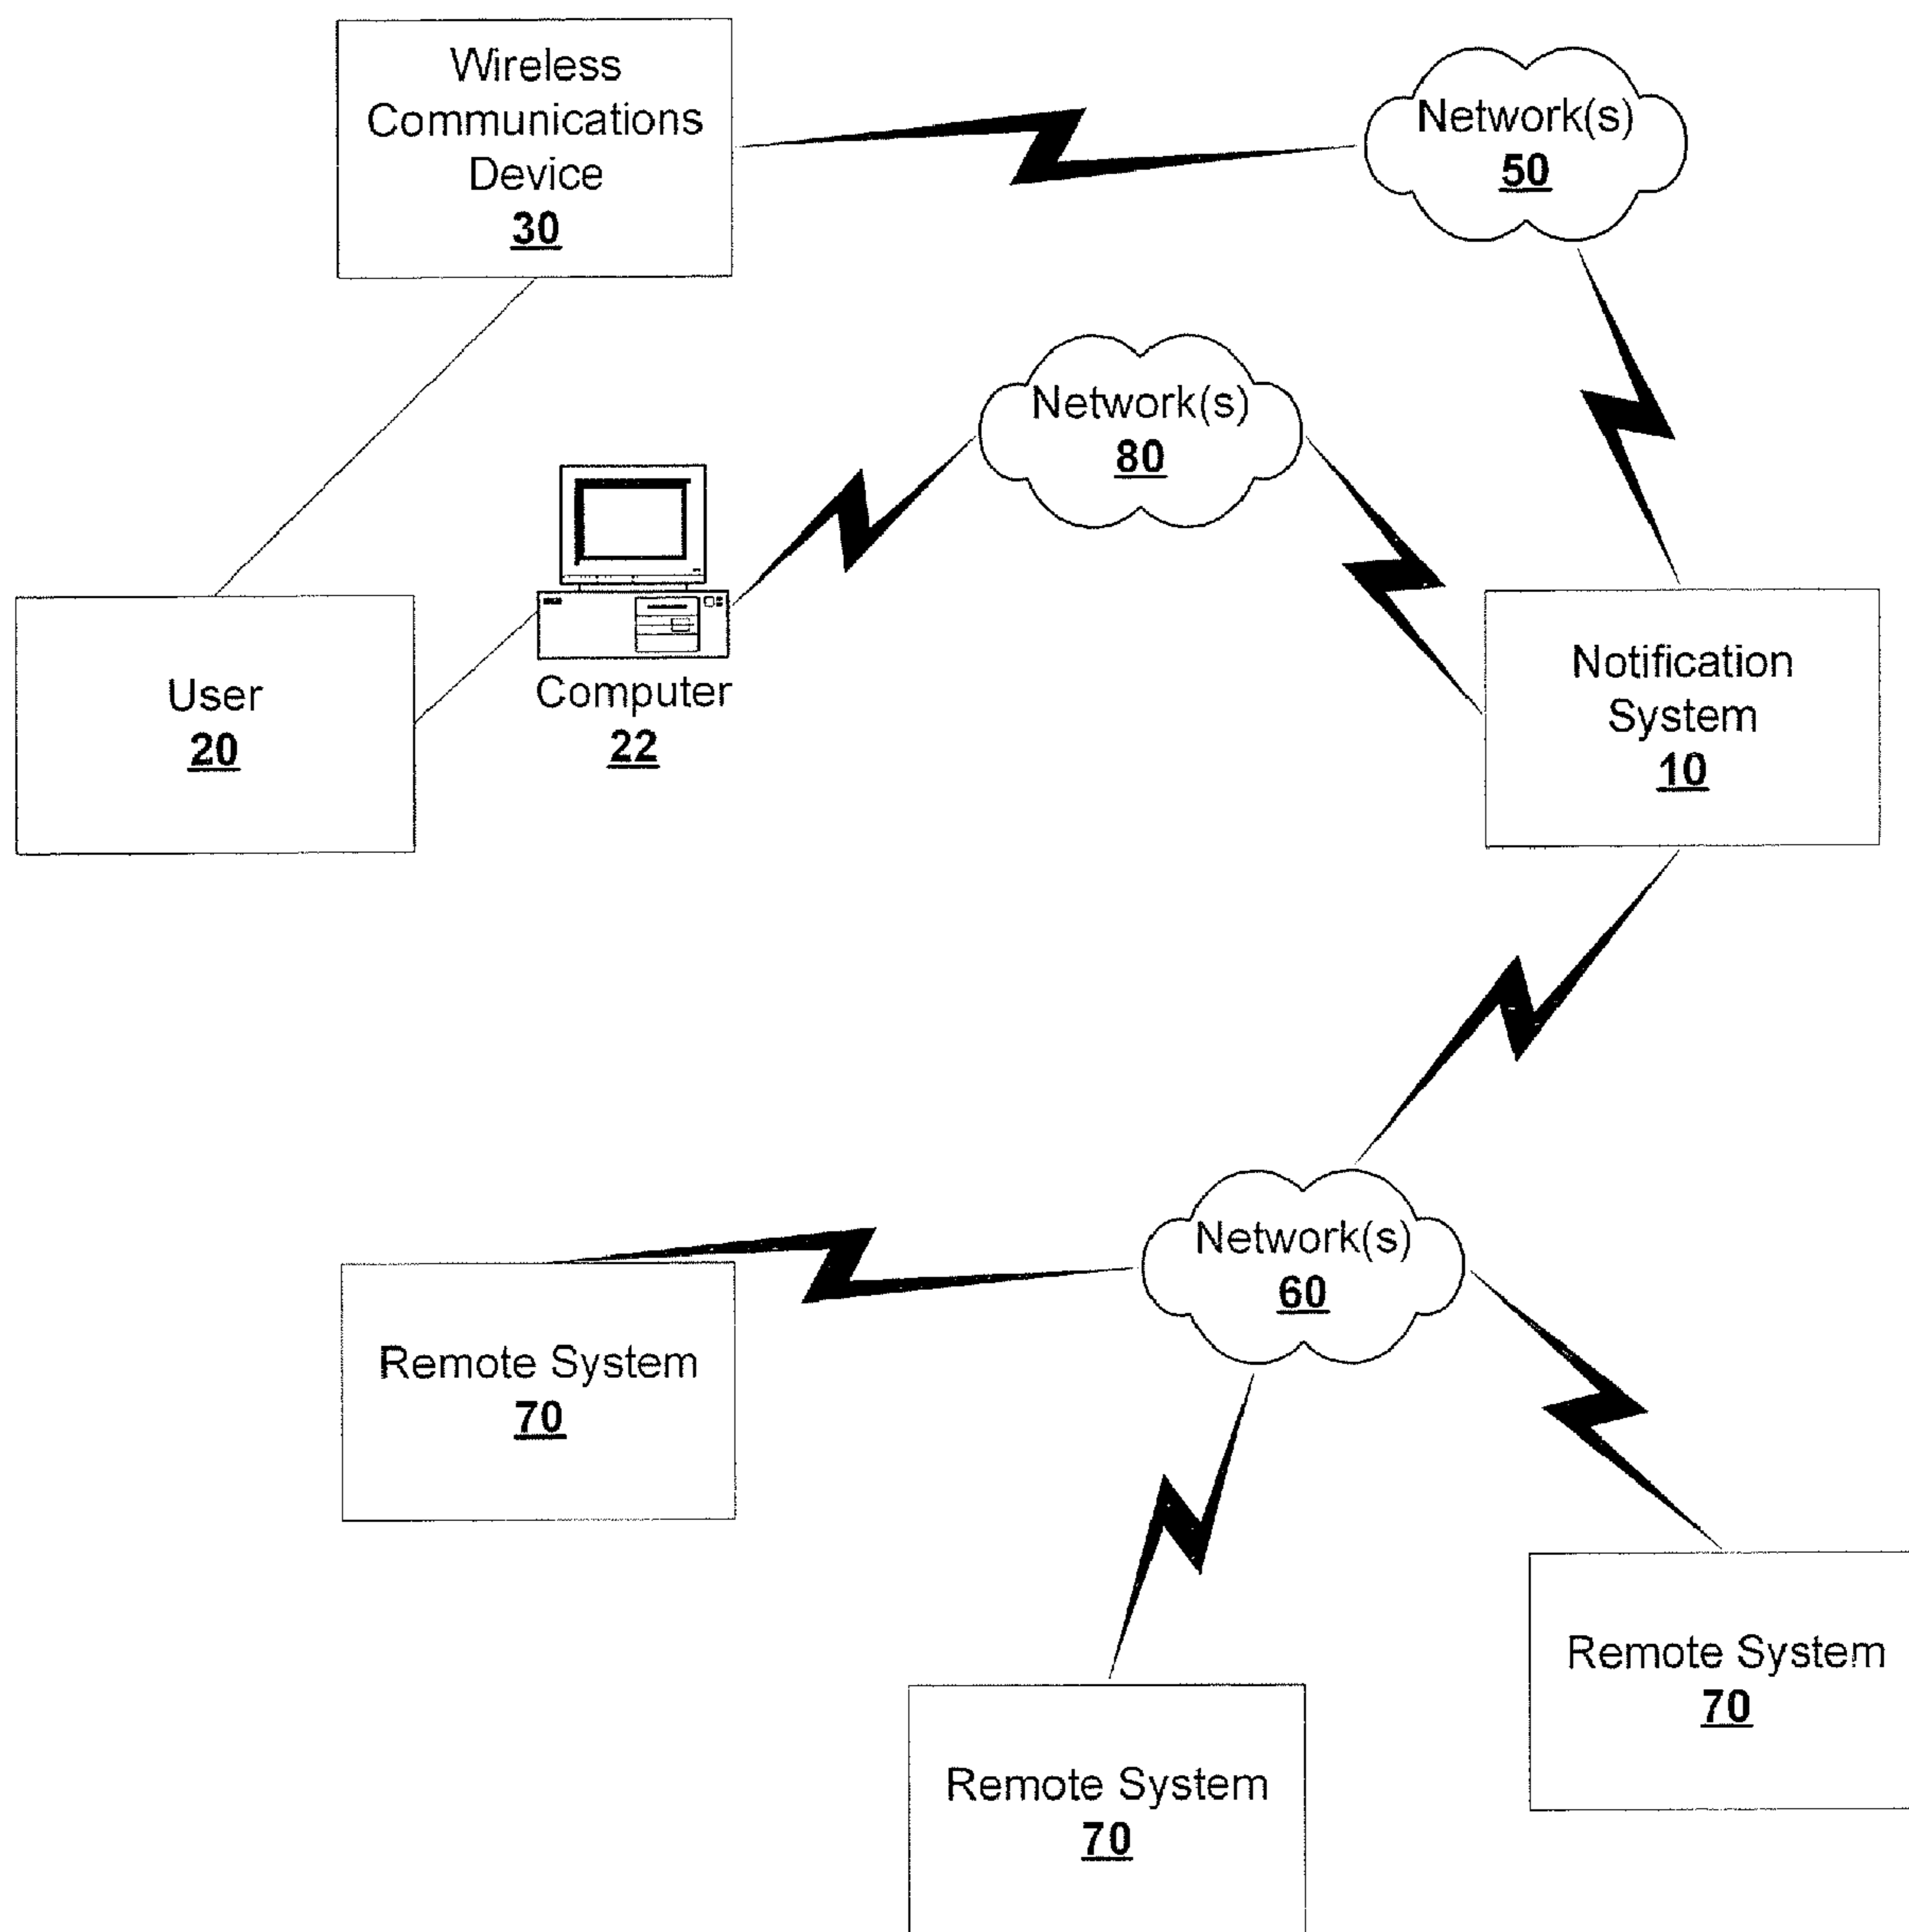 Wireless
Communications
Device
30
Network(s)
50
Network(s)
80
User
20
Computer
22
Notification
System
10
Network(s)
60
Remote System
70
Remote System
70
Remote System
70